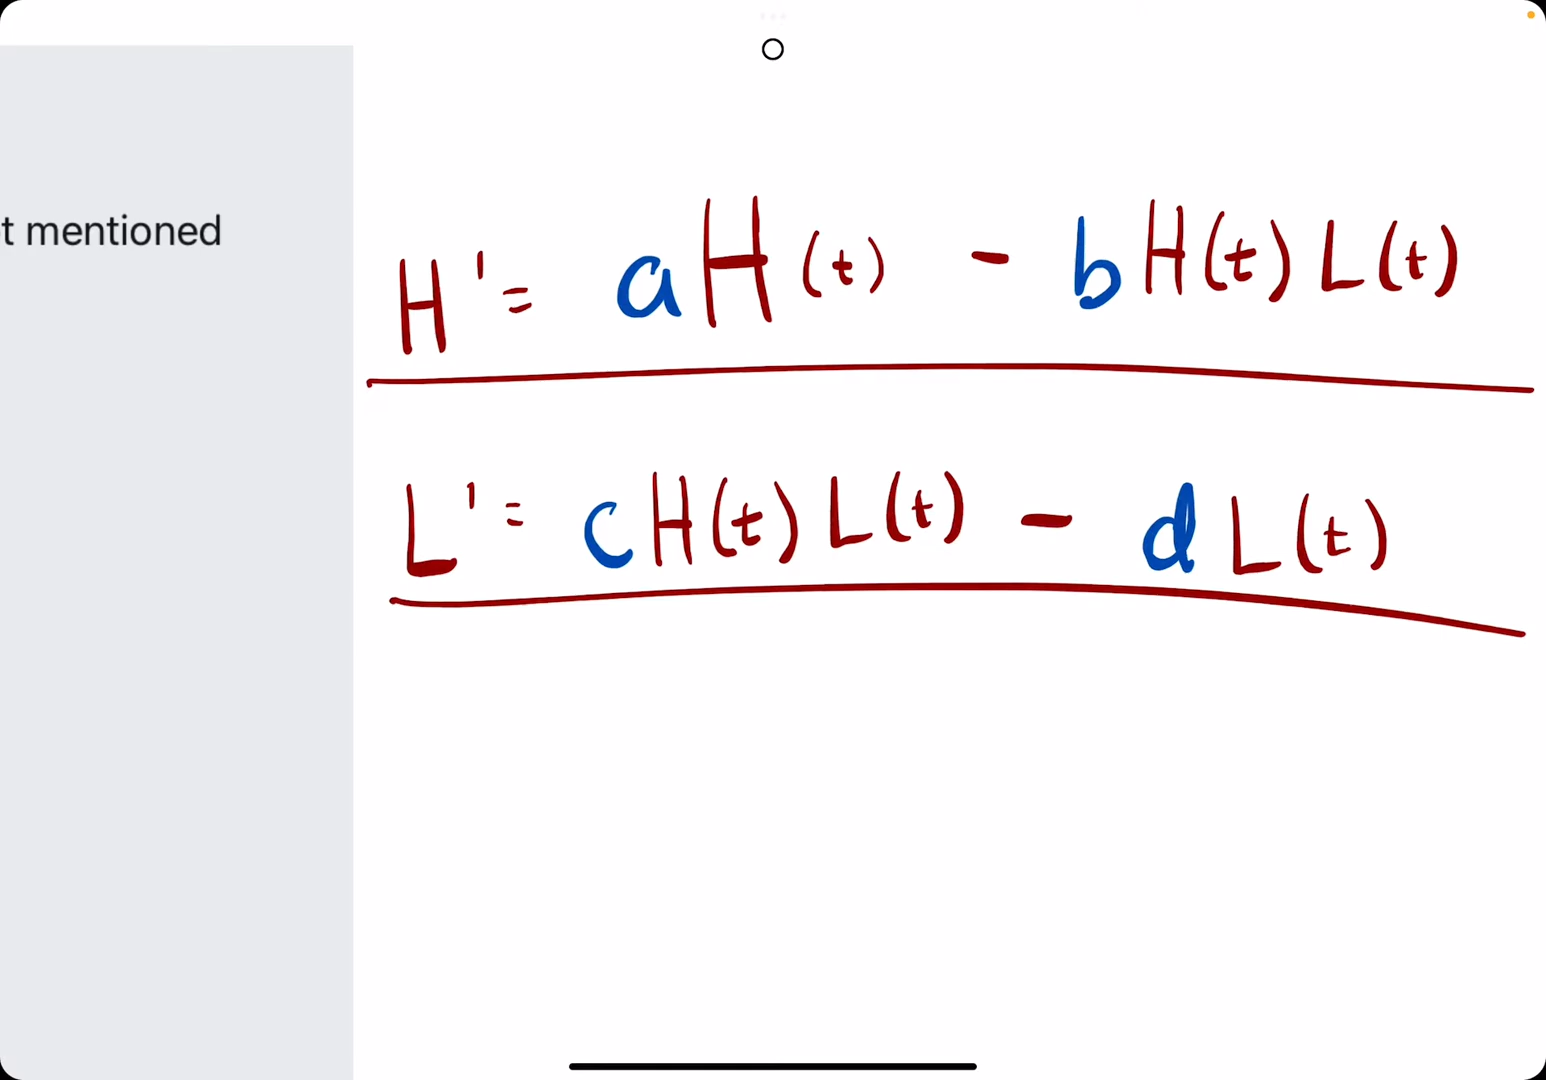 t mentioned
H' = aH(t) - bH(t)L(t)
L' = cH(t)L(t) - dL(t)